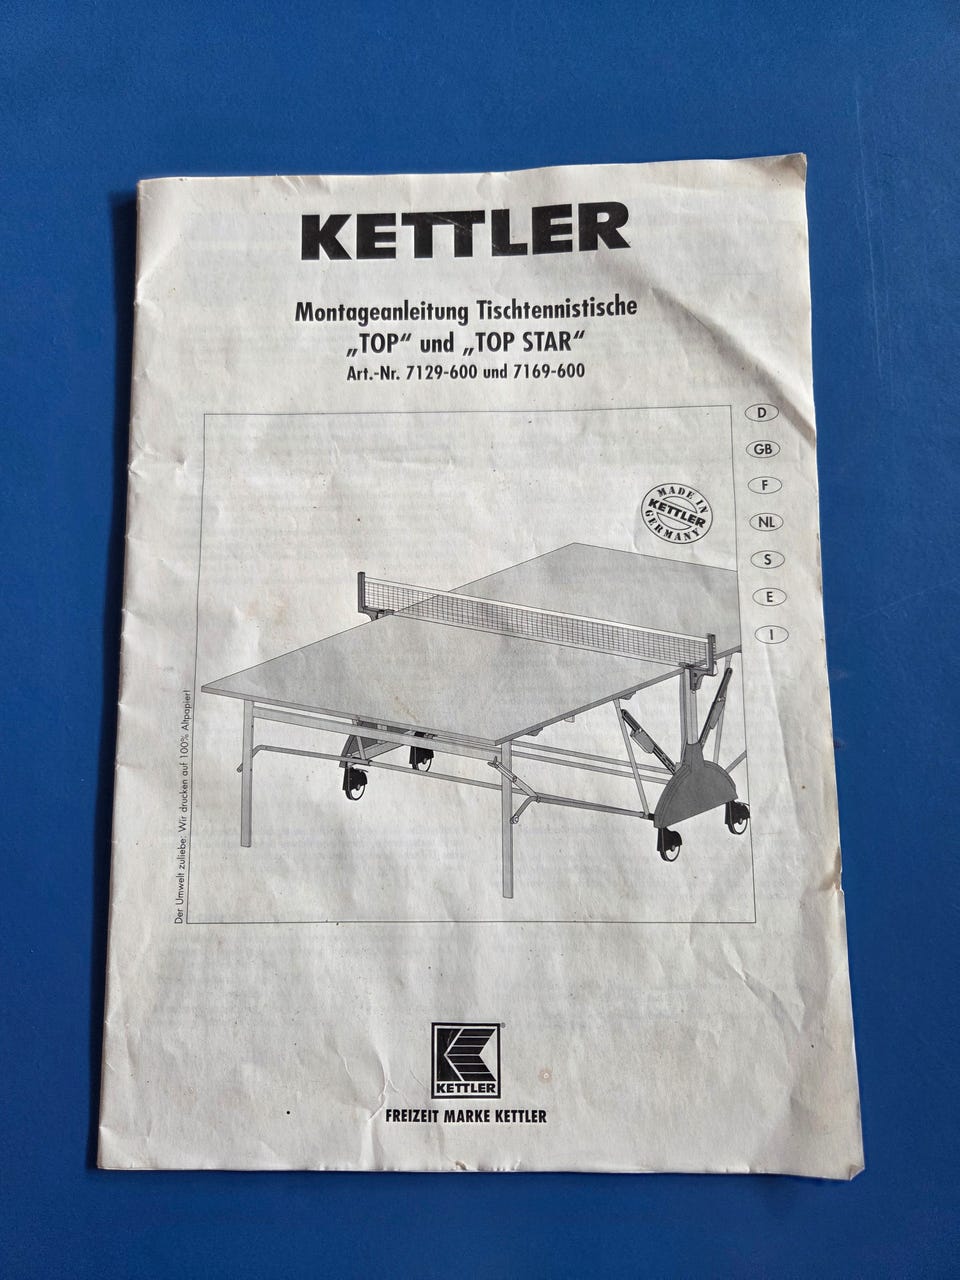 KETTLER
Montageanleitung Tischtennistische
„TOP“ und „TOP STAR“
Art.-Nr. 7129-600 und 7169-600
D
GB
F
NL
S
E
I
MADE IN
KETTLER
GERMANY
Der Umwelt zuliebe: Wir drucken auf 100% Altpapier!
KETTLER
®
FREIZEIT MARKE KETTLER